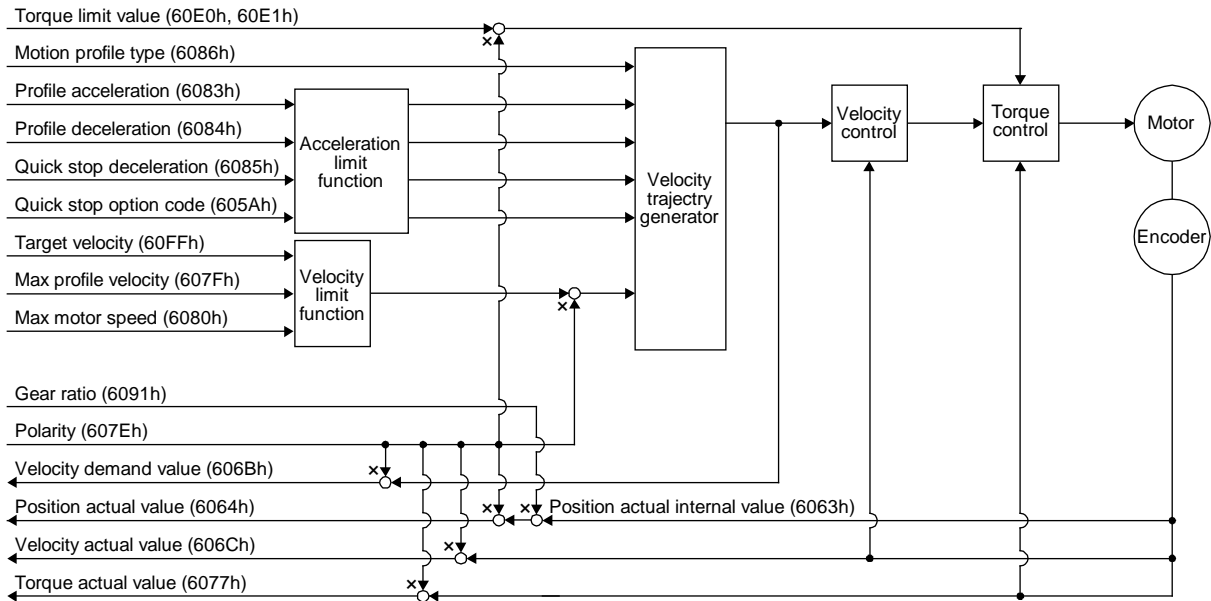 Torque limit value (60E0h, 60E1h)
×
Motion profile type (6086h)
Profile acceleration (6083h)
Profile deceleration (6084h)
Quick stop deceleration (6085h)
Quick stop option code (605Ah)
Acceleration
limit
function
Target velocity (60FFh)
Max profile velocity (607Fh)
Max motor speed (6080h)
Velocity
limit
function
×
Velocity
trajectry
generator
Velocity
control
Torque
control
Motor
Encoder
Gear ratio (6091h)
Polarity (607Eh)
Velocity demand value (606Bh)
×
Position actual value (6064h)
×
×
Position actual internal value (6063h)
Velocity actual value (606Ch)
×
Torque actual value (6077h)
×